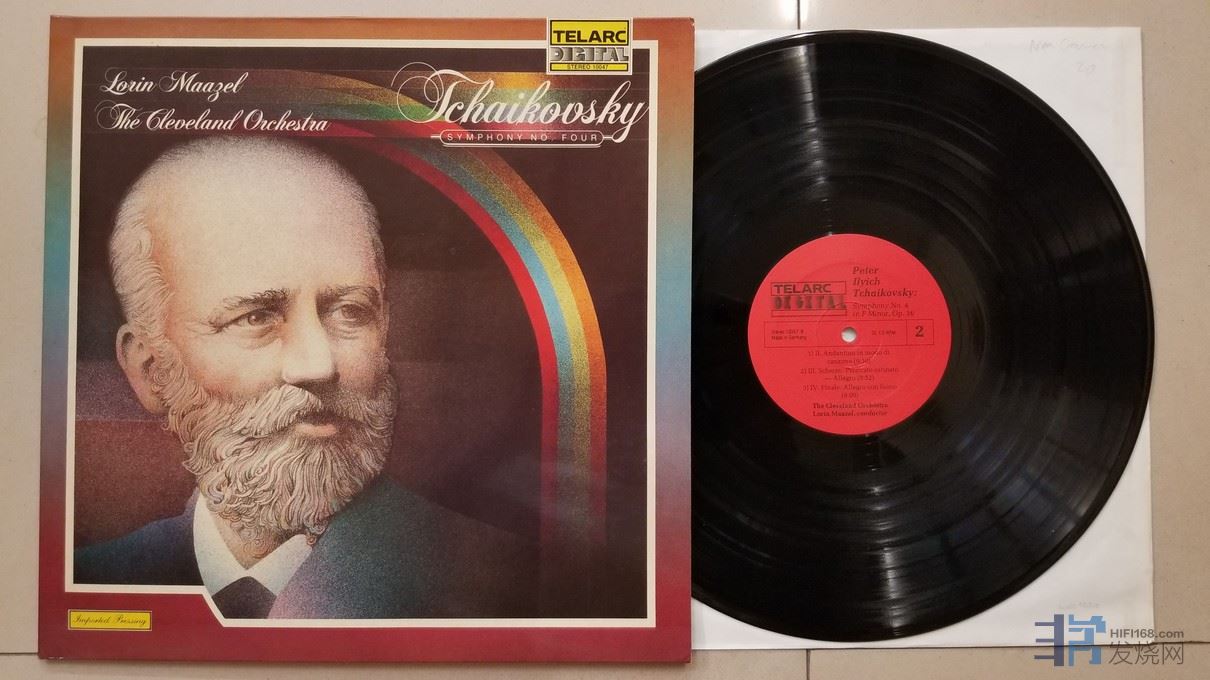 TELARC
DIGITAL
STEREO 10047
Lorin Maazel
The Cleveland Orchestra
Tchaikovsky
SYMPHONY NO. FOUR
Imported Pressing
TELARC
DIGITAL
Peter
Ilyich
Tchaikovsky:
Symphony No. 4
in F Minor, Op. 36
Made in Germany
2
1) II. Andantino in modo di
canzona
2) III. Scherzo: Pizzicato ostinato
— Allegro
3) IV. Finale: Allegro con fuoco
The Cleveland Orchestra
Lorin Maazel, conductor
HIFI168.com
发烧网